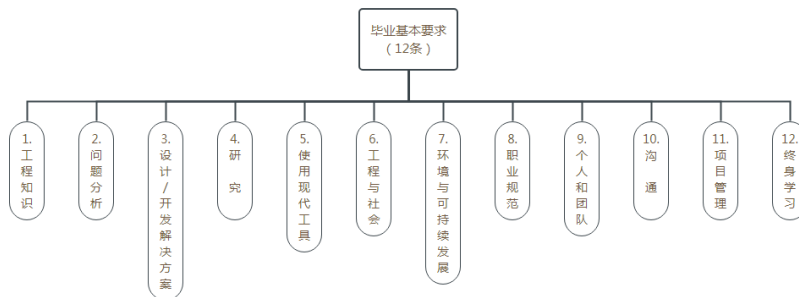 毕业基本要求
（12条）
1.工程知识
2.问题分析
3.设计/开发解决方案
4.研 究
5.使用现代工具
6.工程与社会
7.环境与可持续发展
8.职业规范
9.个人和团队
10.沟 通
11.项目管理
12.终身学习